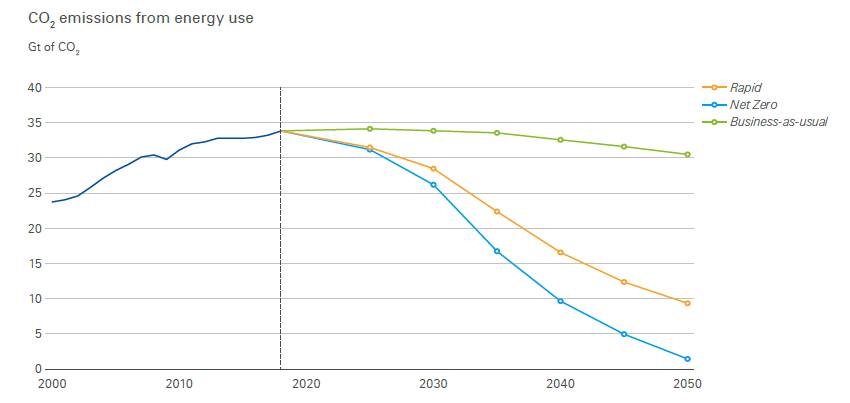 CO₂ emissions from energy use
Gt of CO₂
40
35
30
25
20
15
10
5
0
2000 2010 2020 2030 2040 2050
Rapid
Net Zero
Business-as-usual